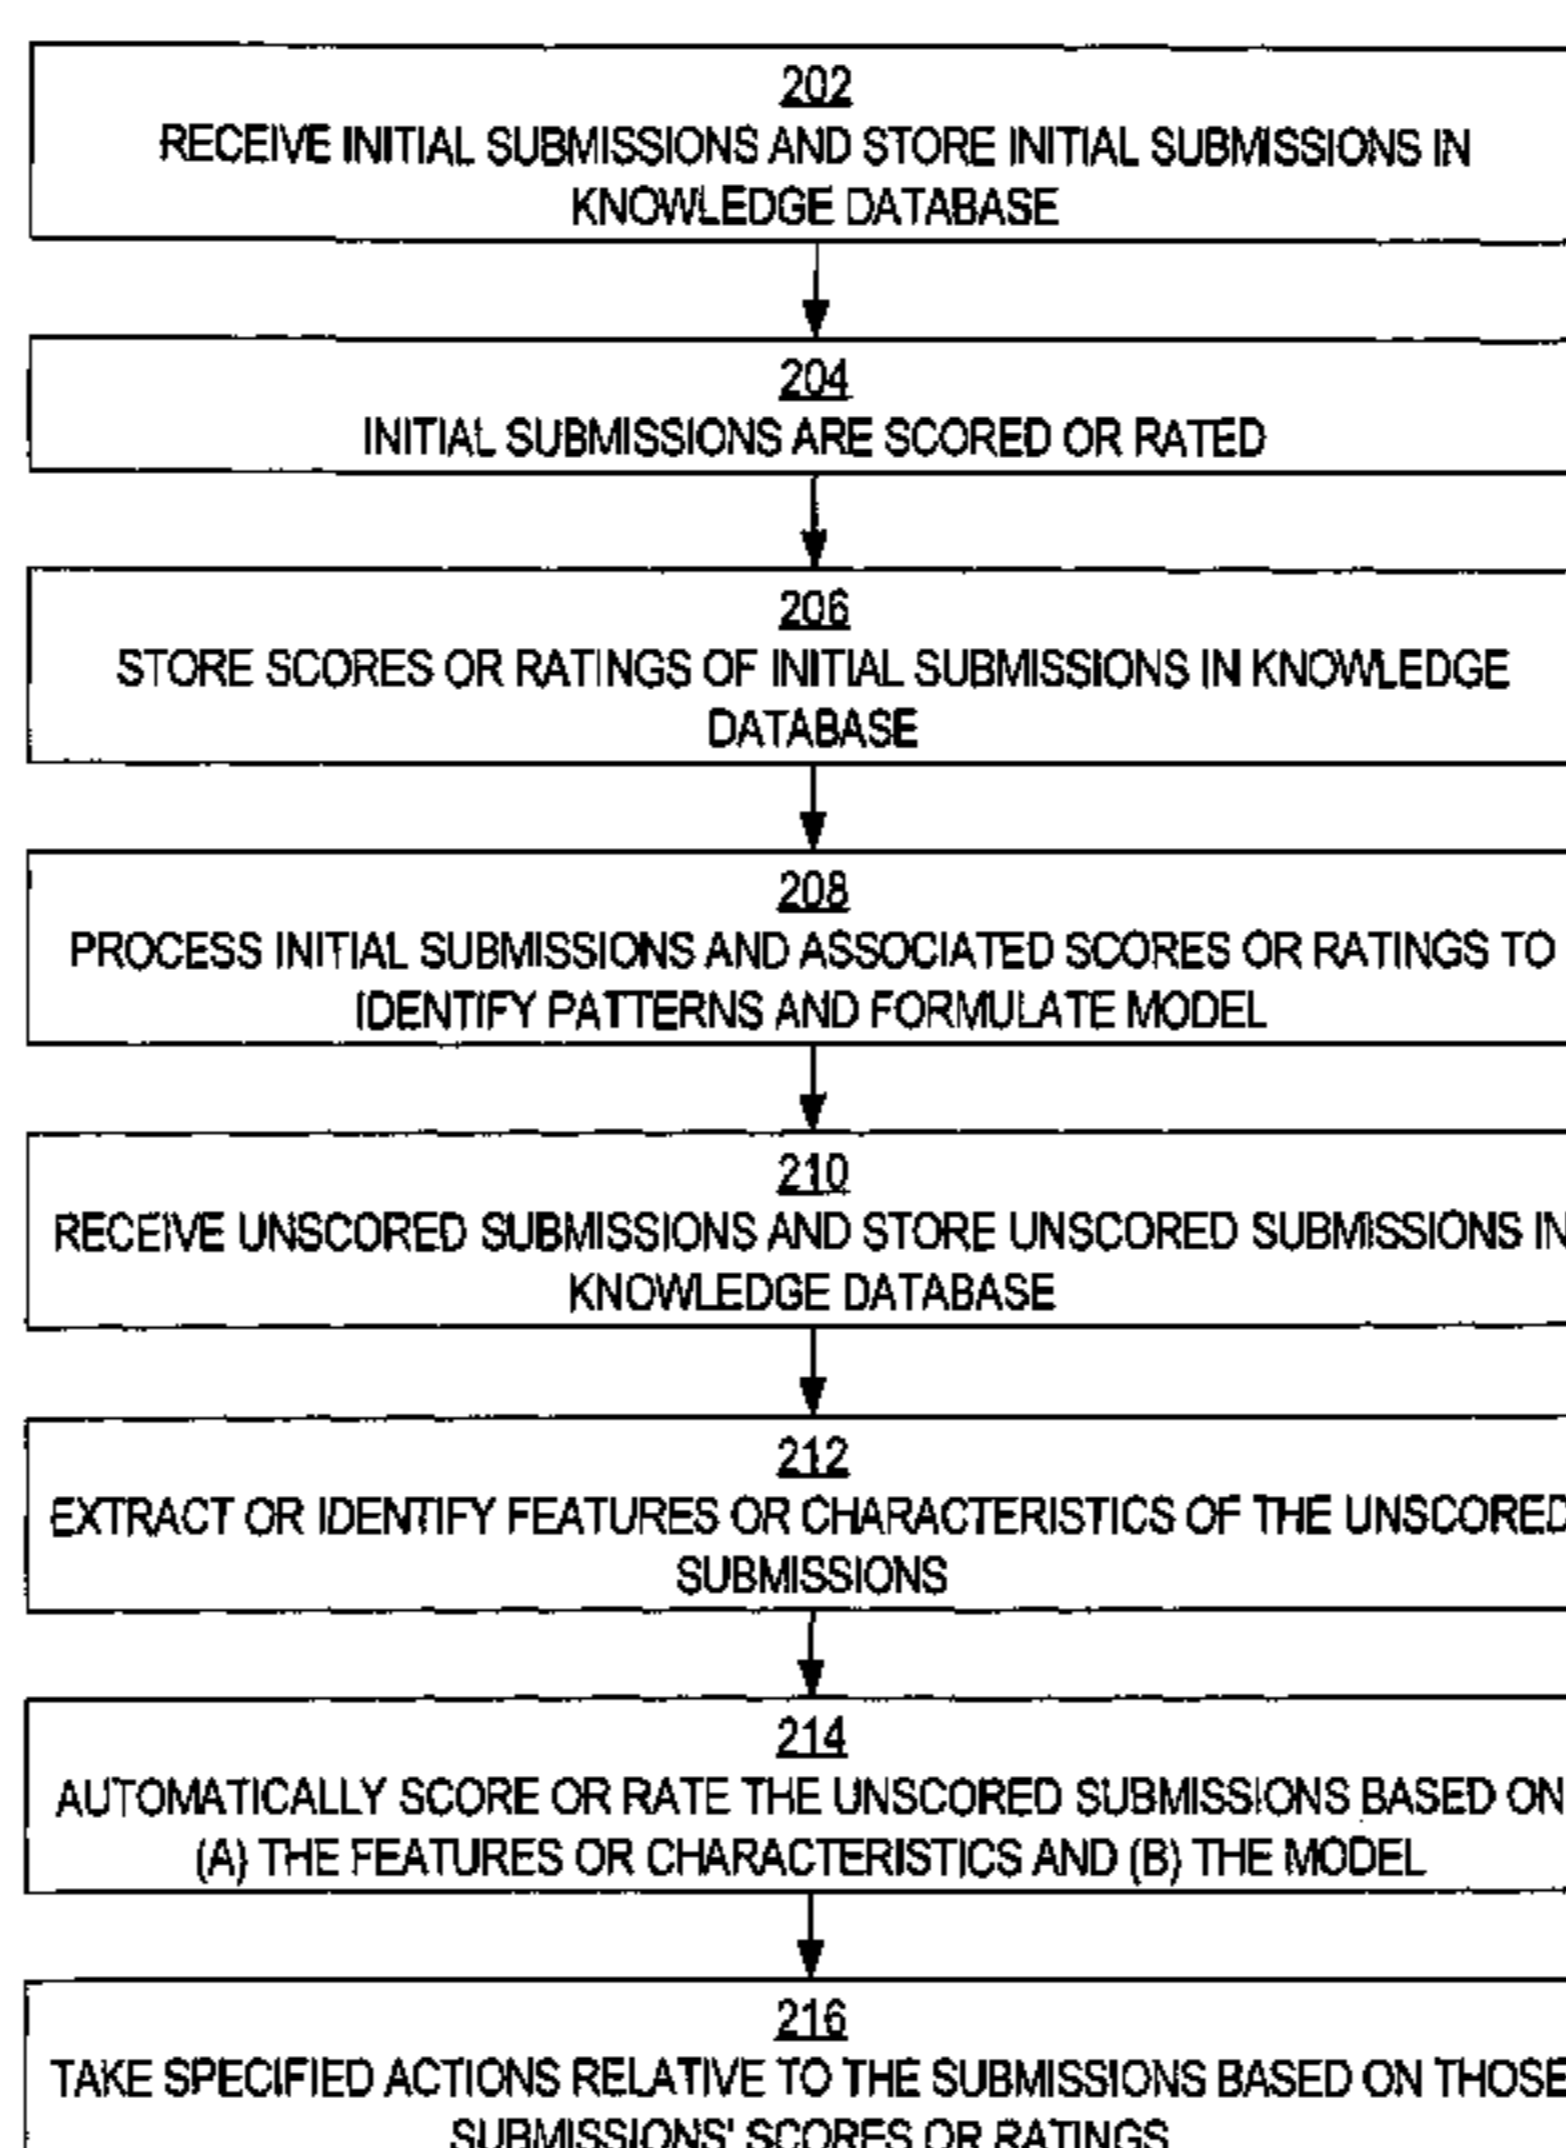 202
RECEIVE INITIAL SUBMISSIONS AND STORE INITIAL SUBMISSIONS IN
KNOWLEDGE DATABASE
204
INITIAL SUBMISSIONS ARE SCORED OR RATED
206
STORE SCORES OR RATINGS OF INITIAL SUBMISSIONS IN KNOWLEDGE
DATABASE
208
PROCESS INITIAL SUBMISSIONS AND ASSOCIATED SCORES OR RATINGS TO
IDENTIFY PATTERNS AND FORMULATE MODEL
210
RECEIVE UNSCORED SUBMISSIONS AND STORE UNSCORED SUBMISSIONS IN
KNOWLEDGE DATABASE
212
EXTRACT OR IDENTIFY FEATURES OR CHARACTERISTICS OF THE UNSCORED
SUBMISSIONS
214
AUTOMATICALLY SCORE OR RATE THE UNSCORED SUBMISSIONS BASED ON
(A) THE FEATURES OR CHARACTERISTICS AND (B) THE MODEL
216
TAKE SPECIFIED ACTIONS RELATIVE TO THE SUBMISSIONS BASED ON THOSE
SUBMISSIONS' SCORES OR RATINGS